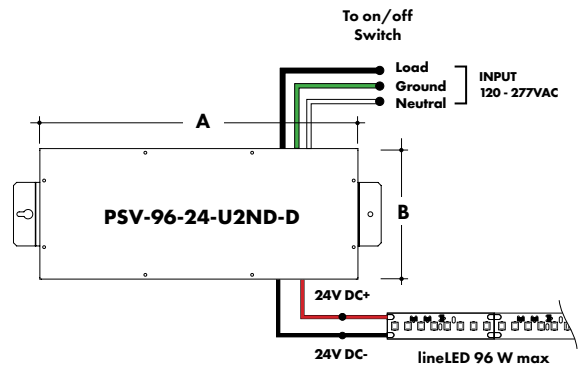 To on/off
Switch
Load
Ground
Neutral
INPUT
120 - 277VAC
A
B
PSV-96-24-U2ND-D
24V DC+
24V DC-
lineLED 96 W max